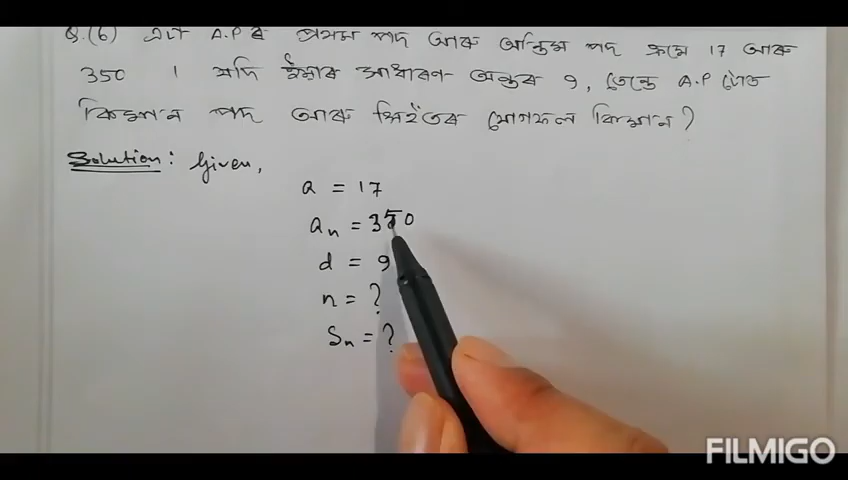 Q.(6) এটা A.P ৰ প্ৰথম পদ আৰু অন্তিম পদ ক্ৰমে 17 আৰু
350 । যদি ইয়াৰ সাধাৰণ অন্তৰ 9, তেন্তে A.P টোত
কিমান পদ আৰু সিহঁতৰ যোগফল কিমান?
Solution: Given,
a = 17
aₙ = 350
d = 9
n = ?
Sₙ = ?
FILMIGO